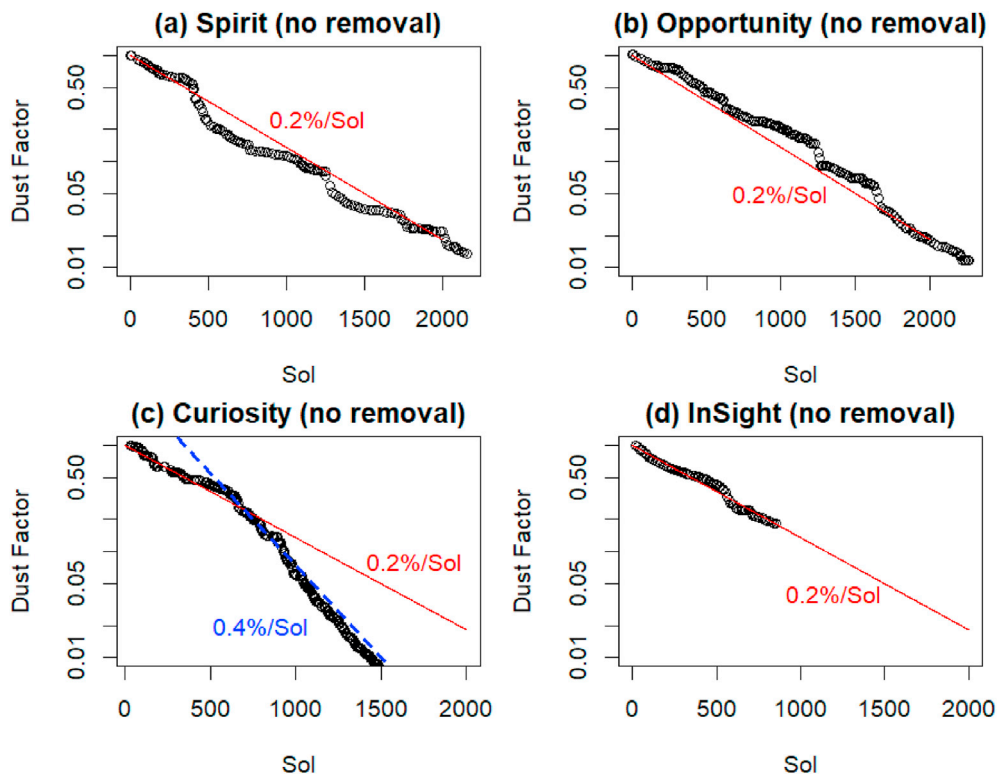 (a) Spirit (no removal)
Dust Factor
0.50
0.05
0.01
0.2%/Sol
0 500 1000 1500 2000
Sol
(b) Opportunity (no removal)
Dust Factor
0.50
0.05
0.01
0.2%/Sol
0 500 1000 1500 2000
Sol
(c) Curiosity (no removal)
Dust Factor
0.50
0.05
0.01
0.2%/Sol
0.4%/Sol
0 500 1000 1500 2000
Sol
(d) InSight (no removal)
Dust Factor
0.50
0.05
0.01
0.2%/Sol
0 500 1000 1500 2000
Sol